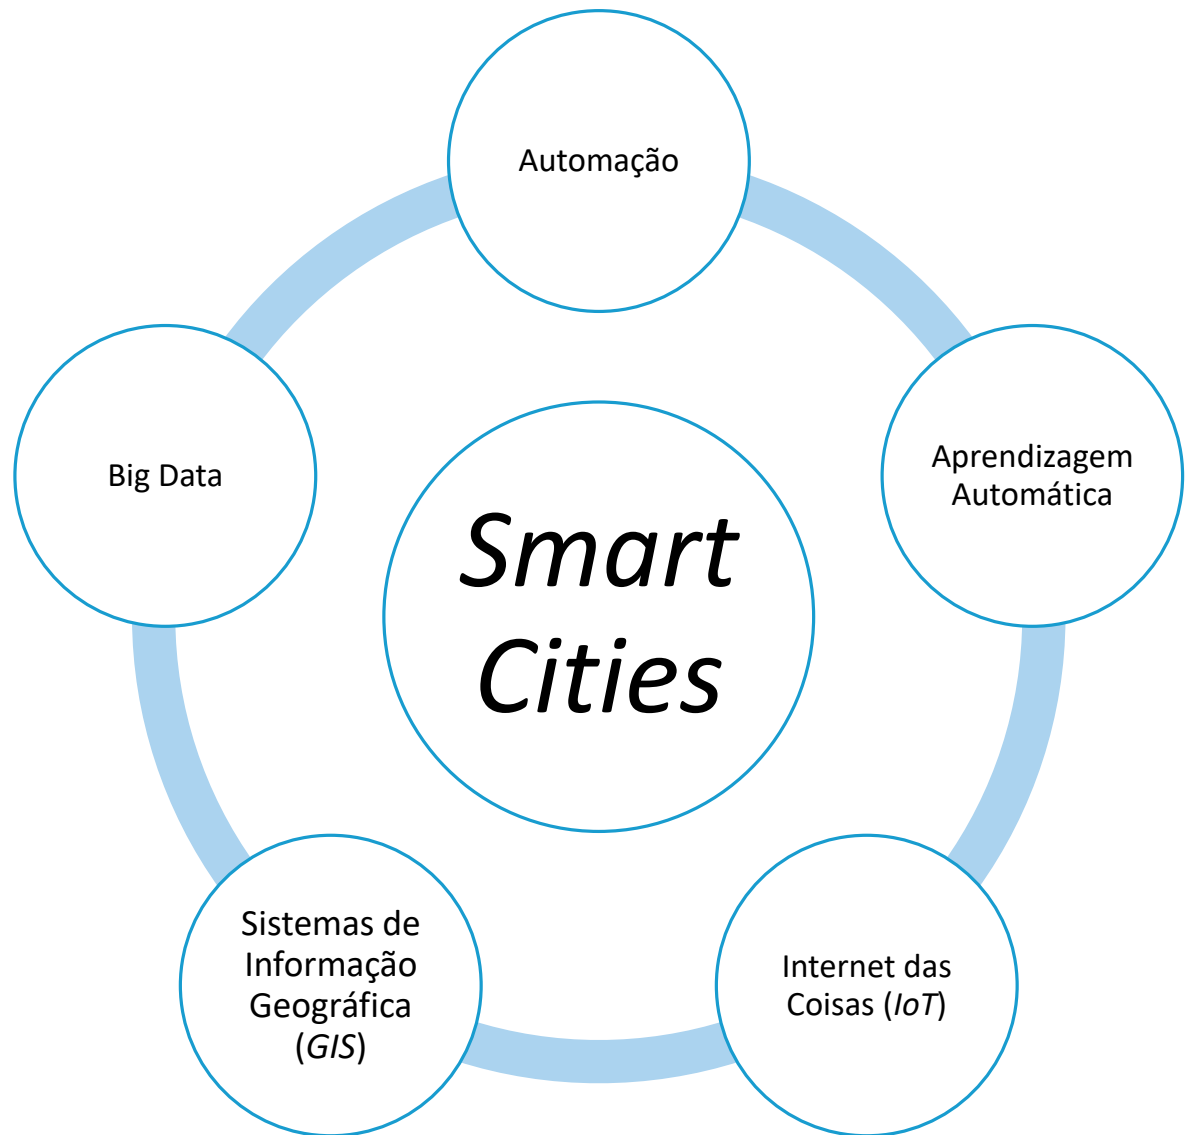 Automação
Aprendizagem
Automática
Big Data
Smart
Cities
Sistemas de
Informação
Geográfica
(GIS)
Internet das
Coisas (IoT)